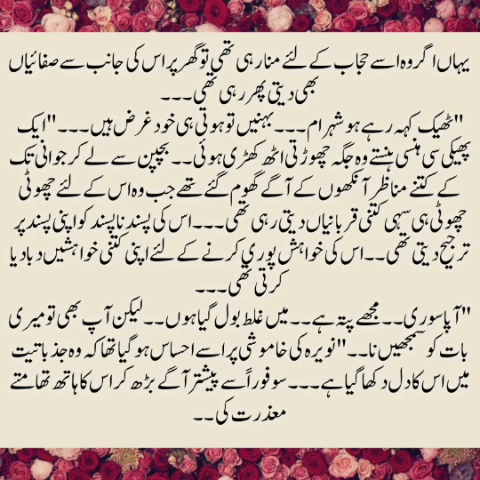 یہاں اگر وہ اسے حجاب کے لئے منا رہی تھی تو گھر پر اس کی جانب سے صفائیاں
بھی دیتی پھر رہی تھی۔۔۔
"ٹھیک کہہ رہے ہو شہرام۔۔۔ بہنیں تو ہوتی ہی خود غرض ہیں۔۔۔" ایک
پھیکی سی ہنسی ہنستے وہ جگہ چھوڑتی اٹھ کھڑی ہوئی۔۔ بچپن سے لے کر جوانی تک
کے کتنے مناظر آنکھوں کے آگے گھوم گئے تھے جب وہ اس کے لئے چھوٹی
چھوٹی ہی سہی کتنی قربانیاں دیتی رہی تھی۔۔۔ اس کی پسند ناپسند کو اپنی پسند پر
ترجیح دیتی تھی۔۔ اس کی خواہش پوری کرنے کے لئے اپنی کتنی خواہشیں دبا دیا
کرتی تھی۔۔۔
"آپا سوری۔۔ مجھے پتہ ہے۔۔ میں غلط بول گیا ہوں۔۔ لیکن آپ بھی تو میری
بات کو سمجھیں نا۔۔" نویرہ کی خاموشی پر اسے احساس ہو گیا تھا کہ وہ جذباتیت
میں اس کا دل دکھا گیا ہے۔۔۔ سو فوراً سے پیشتر آگے بڑھ کر اس کا ہاتھ تھامتے
معذرت کی۔۔